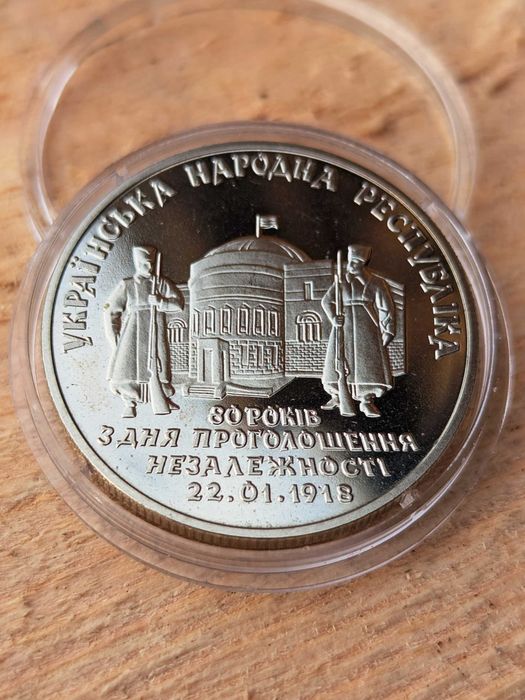 УКРАЇНСЬКА НАРОДНА РЕСПУБЛІКА
80 РОКІВ
З ДНЯ ПРОГОЛОШЕННЯ
НЕЗАЛЕЖНОСТІ
22.01.1918